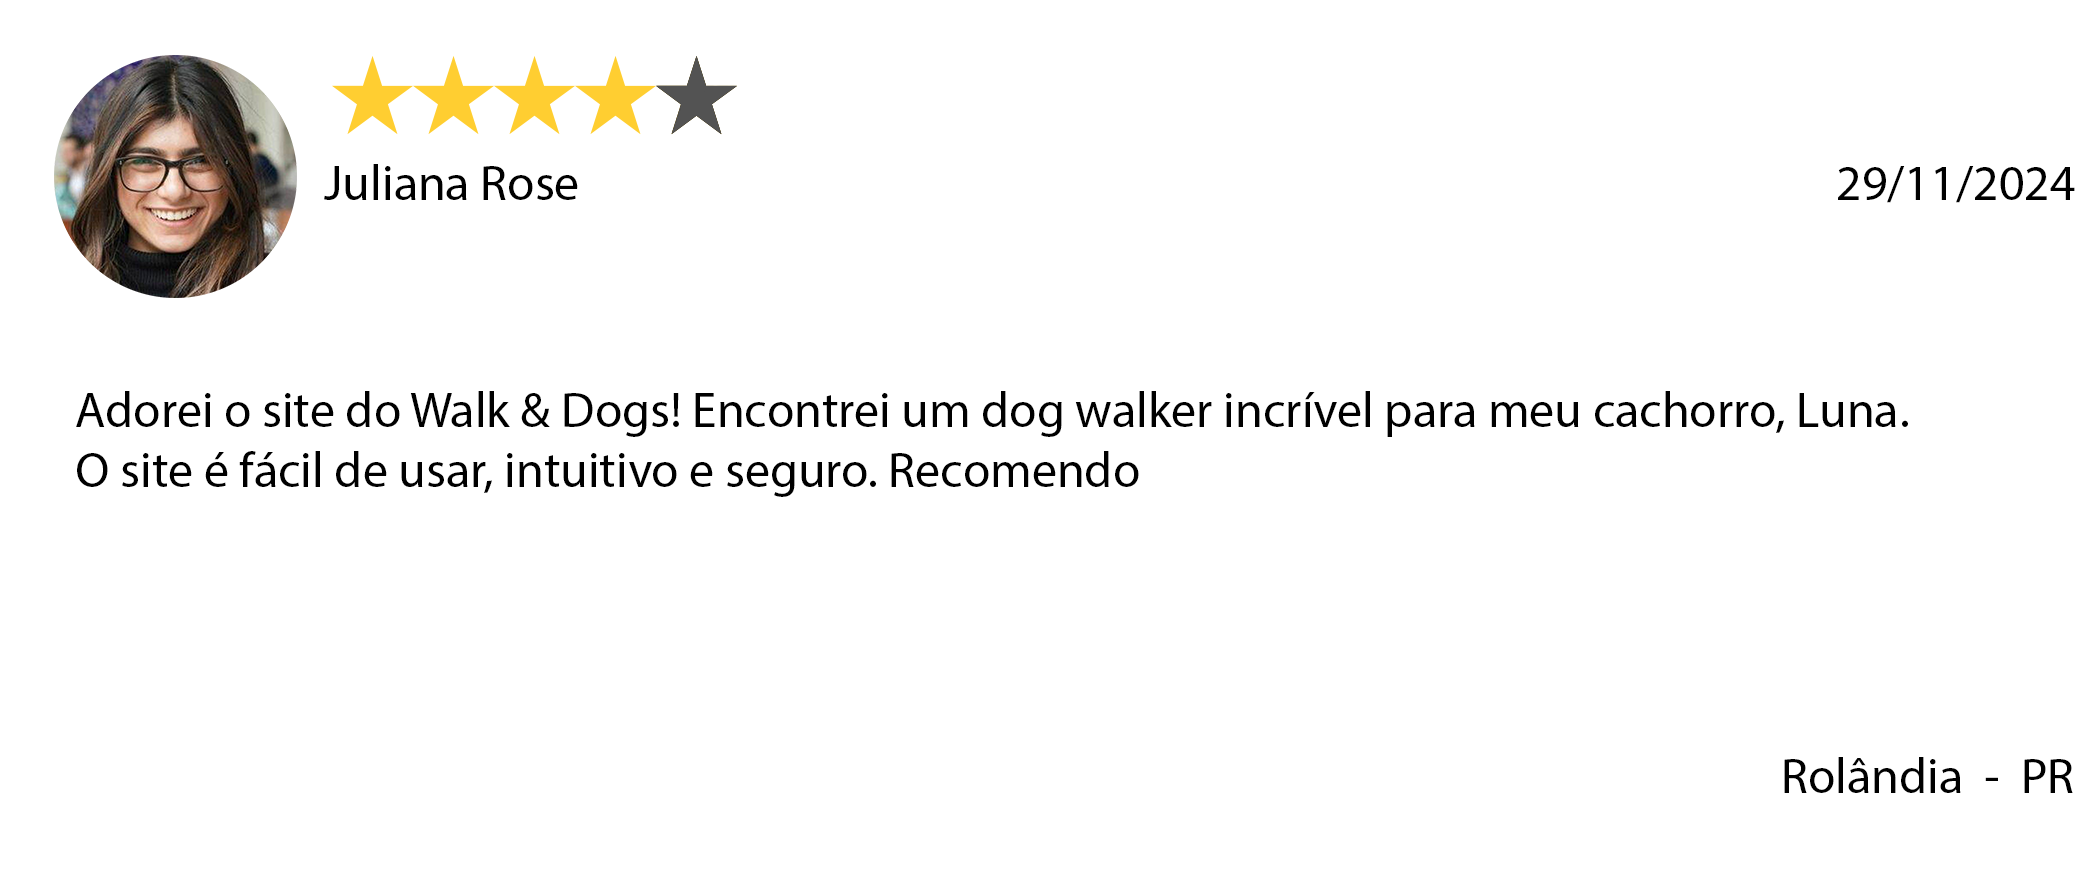 Juliana Rose
29/11/2024
Adorei o site do Walk & Dogs! Encontrei um dog walker incrível para meu cachorro, Luna.
O site é fácil de usar, intuitivo e seguro. Recomendo
Rolândia - PR